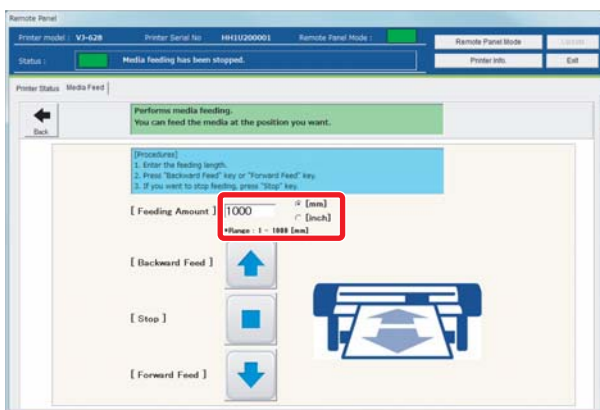 Remote Panel
Printer model : VJ-628 Printer Serial No HH1U200001 Remote Panel Mode :
Remote Panel Mode
Status : Media feeding has been stopped.
Printer Info. Exit
Printer Status Media Feed
Back
Performs media feeding.
You can feed the media at the position you want.
[Procedures]
1. Enter the feeding length.
2. Press "Backward Feed" key or "Forward Feed" key.
3. If you want to stop feeding, press "Stop" key.
[ Feeding Amount ] 1000 [mm]
[inch]
*Range : 1 - 1000 [mm]
[ Backward Feed ]
[ Stop ]
[ Forward Feed ]